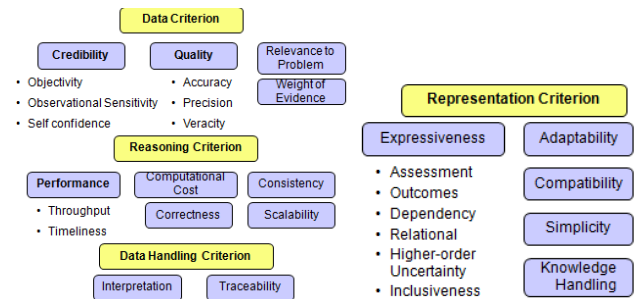 Data Criterion
Credibility
• Objectivity
• Observational Sensitivity
• Self confidence
Quality
• Accuracy
• Precision
• Veracity
Relevance to
Problem
Weight of
Evidence
Reasoning Criterion
Performance
• Throughput
• Timeliness
Computational
Cost
Correctness
Consistency
Scalability
Data Handling Criterion
Interpretation
Traceability
Representation Criterion
Expressiveness
• Assessment
• Outcomes
• Dependency
• Relational
• Higher-order
Uncertainty
• Inclusiveness
Adaptability
Compatibility
Simplicity
Knowledge
Handling